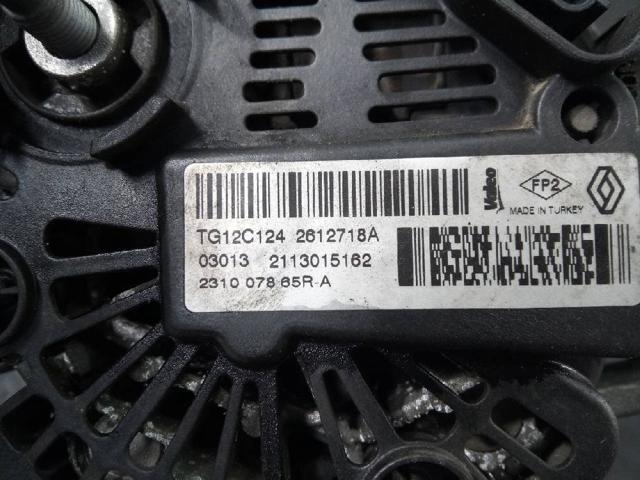 Valeo
FP2
MADE IN TURKEY
TG12C124 2612718A
03013 2113015162
2310 078 65R-A